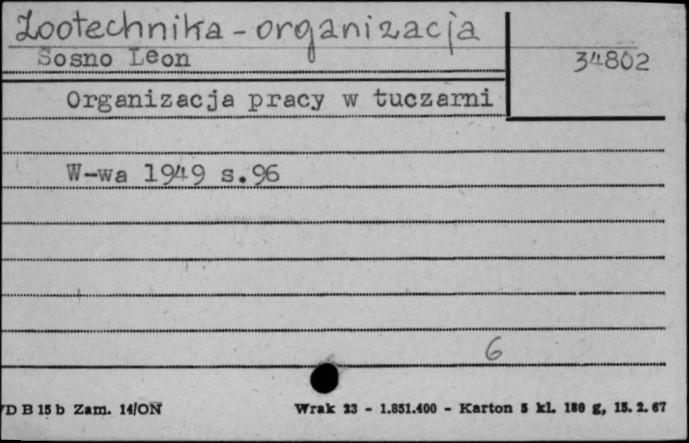 Zootechnika - organizacja
Sosno Leon
34802
Organizacja pracy w tuczarni
W-wa 1949 s.96
6
/D B 15 b Zam. 14/ON
Wrak 23 - 1.851.400 - Karton 5 kl. 180 g, 15. 2. 67